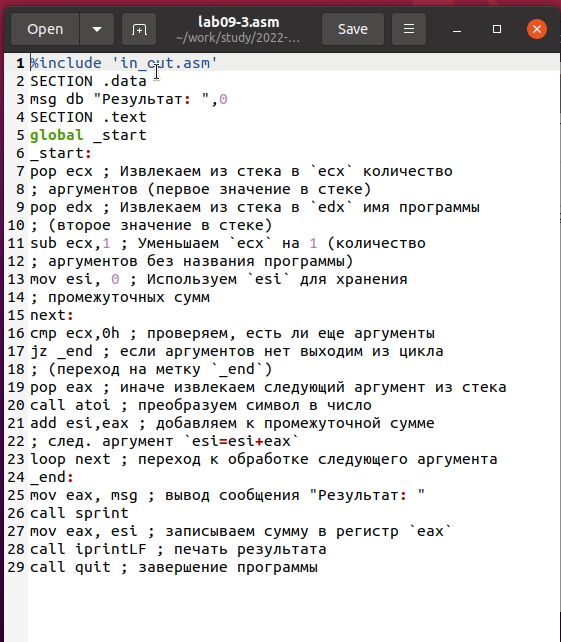 Open
lab09-3.asm
~/work/study/2022-...
Save
1 %include 'in_out.asm'
2 SECTION .data
3 msg db "Результат: ",0
4 SECTION .text
5 global _start
6 _start:
7 pop ecx ; Извлекаем из стека в `ecx` количество
8 ; аргументов (первое значение в стеке)
9 pop edx ; Извлекаем из стека в `edx` имя программы
10 ; (второе значение в стеке)
11 sub ecx,1 ; Уменьшаем `ecx` на 1 (количество
12 ; аргументов без названия программы)
13 mov esi, 0 ; Используем `esi` для хранения
14 ; промежуточных сумм
15 next:
16 cmp ecx,0h ; проверяем, есть ли еще аргументы
17 jz _end ; если аргументов нет выходим из цикла
18 ; (переход на метку `_end`)
19 pop eax ; иначе извлекаем следующий аргумент из стека
20 call atoi ; преобразуем символ в число
21 add esi,eax ; добавляем к промежуточной сумме
22 ; след. аргумент `esi=esi+eax`
23 loop next ; переход к обработке следующего аргумента
24 _end:
25 mov eax, msg ; вывод сообщения "Результат: "
26 call sprint
27 mov eax, esi ; записываем сумму в регистр `eax`
28 call iprintLF ; печать результата
29 call quit ; завершение программы